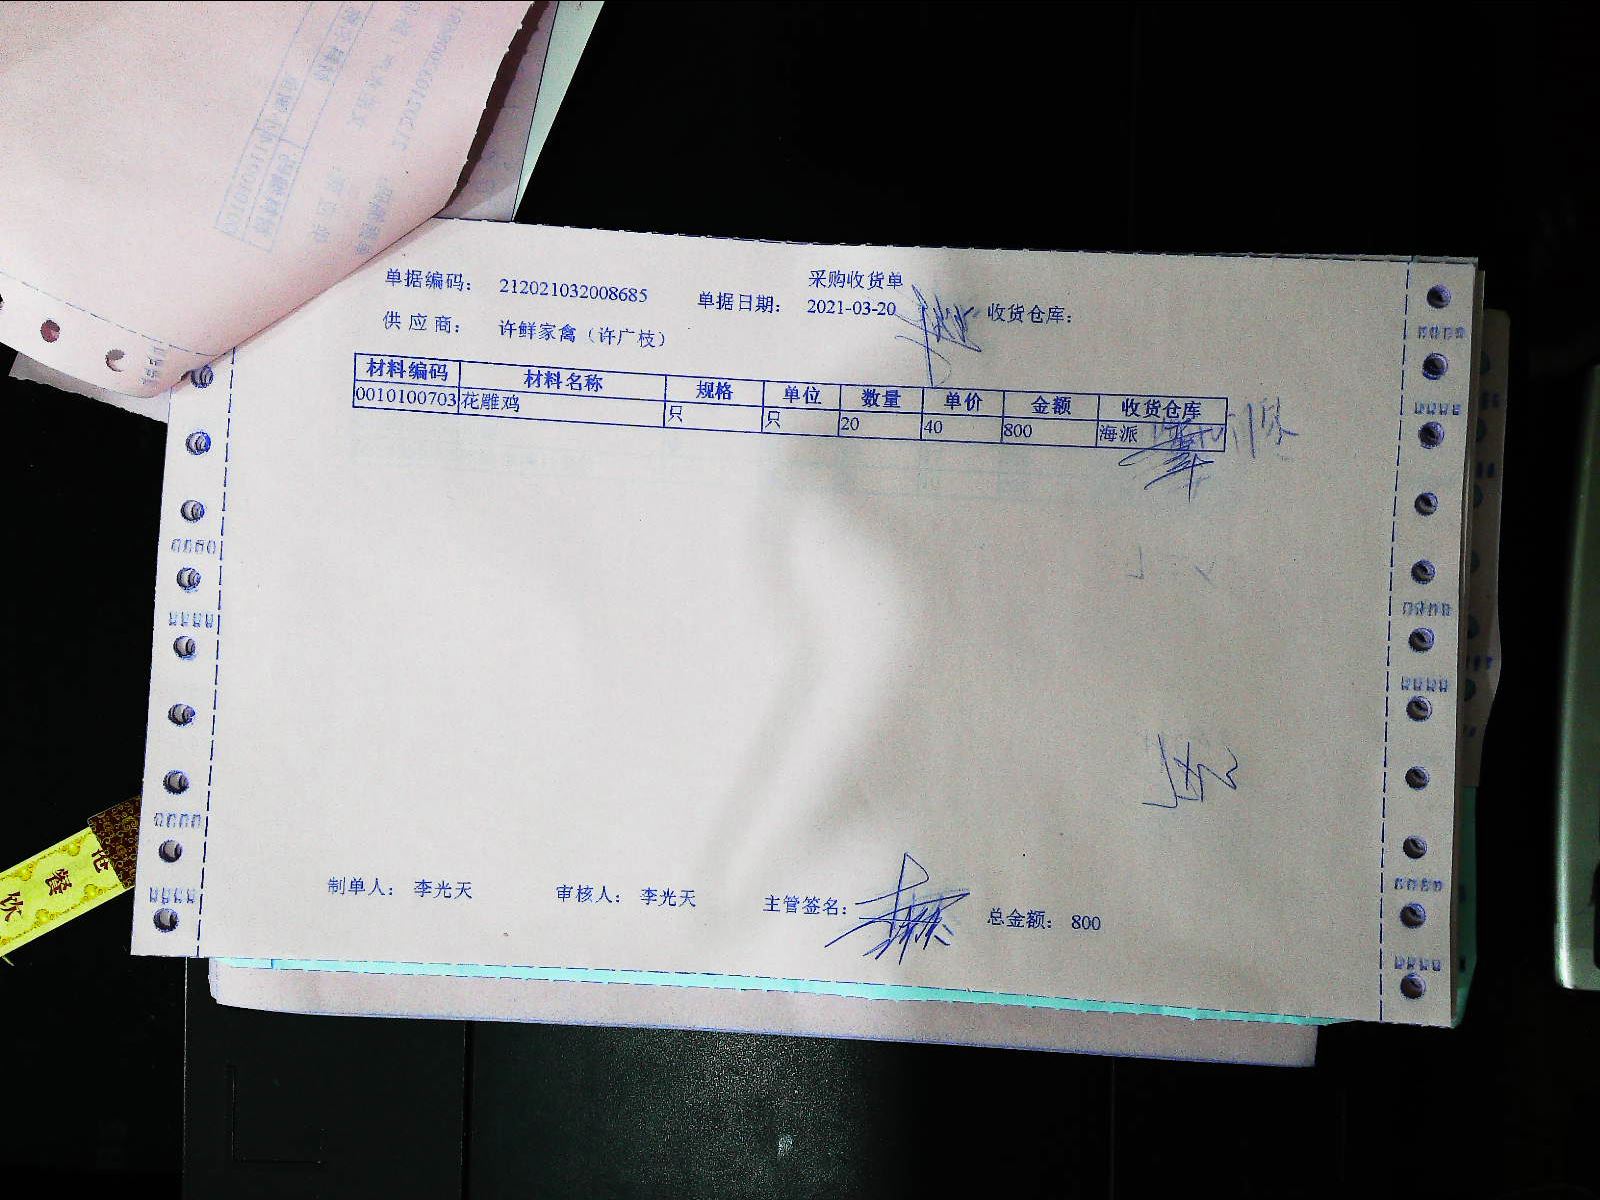 采购收货单
单据编码： 212021032008685 单据日期： 2021-03-20 收货仓库：
供 应 商： 许鲜家禽（许广枝）
材料编码 材料名称 规格 单位 数量 单价 金额 收货仓库
0010100703 花雕鸡 只 只 20 40 800 海派
制单人： 李光天 审核人： 李光天 主管签名： 总金额： 800
餐
饮